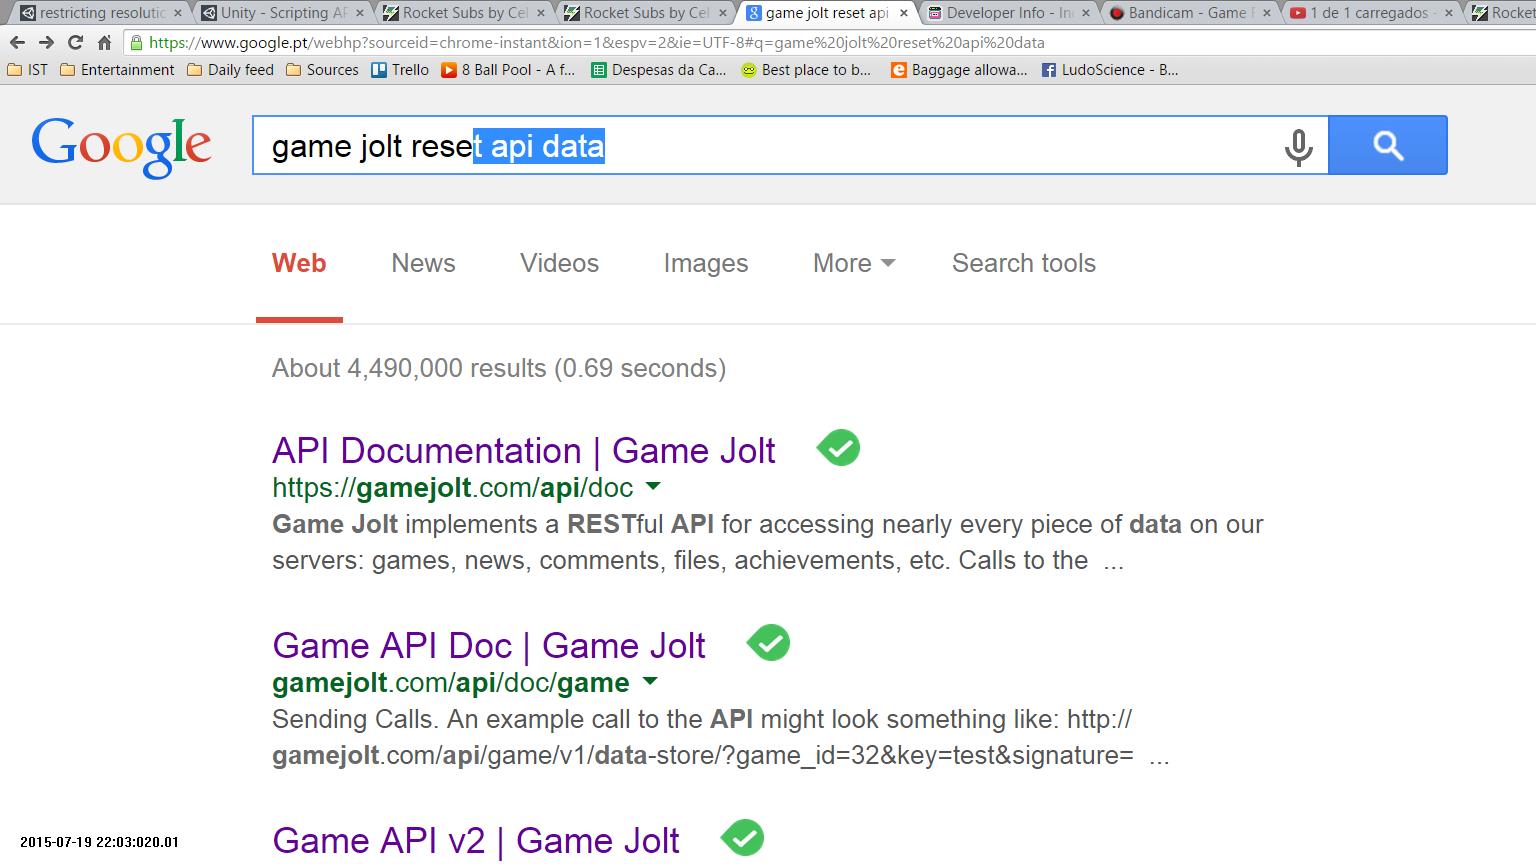 restricting resolutic
Unity - Scripting AP
Rocket Subs by Cel
Rocket Subs by Cel
game jolt reset api
Developer Info - In
Bandicam - Game
1 de 1 carregados -
Rocket
https://www.google.pt/webhp?sourceid=chrome-instant&ion=1&espv=2&ie=UTF-8#q=game%20jolt%20reset%20api%20data
IST Entertainment Daily feed Sources Trello 8 Ball Pool - A f... Despesas da Ca... Best place to b... Baggage allowa... LudoScience - B...
Google
game jolt reset api data
Web News Videos Images More Search tools
About 4,490,000 results (0.69 seconds)
API Documentation | Game Jolt
https://gamejolt.com/api/doc
Game Jolt implements a RESTful API for accessing nearly every piece of data on our
servers: games, news, comments, files, achievements, etc. Calls to the ...
Game API Doc | Game Jolt
gamejolt.com/api/doc/game
Sending Calls. An example call to the API might look something like: http://
gamejolt.com/api/game/v1/data-store/?game_id=32&key=test&signature= ...
Game API v2 | Game Jolt
2015-07-19 22:03:020.01